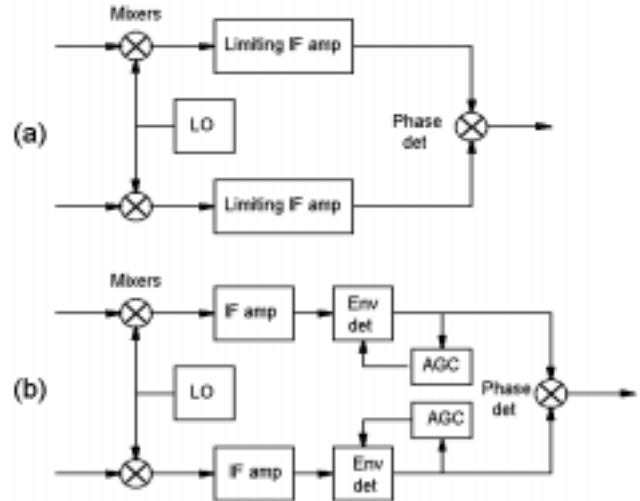 Mixers
Limiting IF amp
LO
(a)
Phase
det
Limiting IF amp
Mixers
IF amp
Env
det
AGC
LO
(b)
Phase
det
AGC
IF amp
Env
det